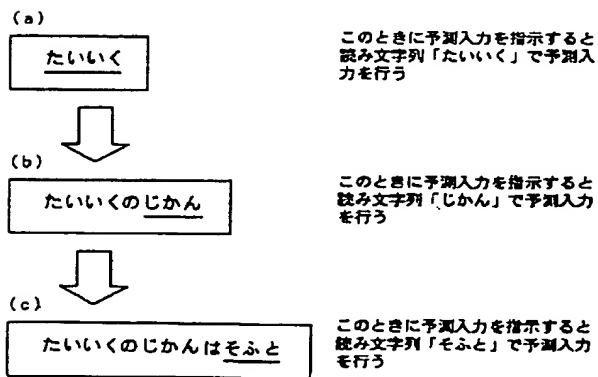 (a)
たいいく
このときに予測入力を指示すると
読み文字列「たいいく」で予測入
力を行う
(b)
たいいくのじかん
このときに予測入力を指示すると
読み文字列「じかん」で予測入力
を行う
(c)
たいいくのじかんはそふと
このときに予測入力を指示すると
読み文字列「そふと」で予測入力
を行う